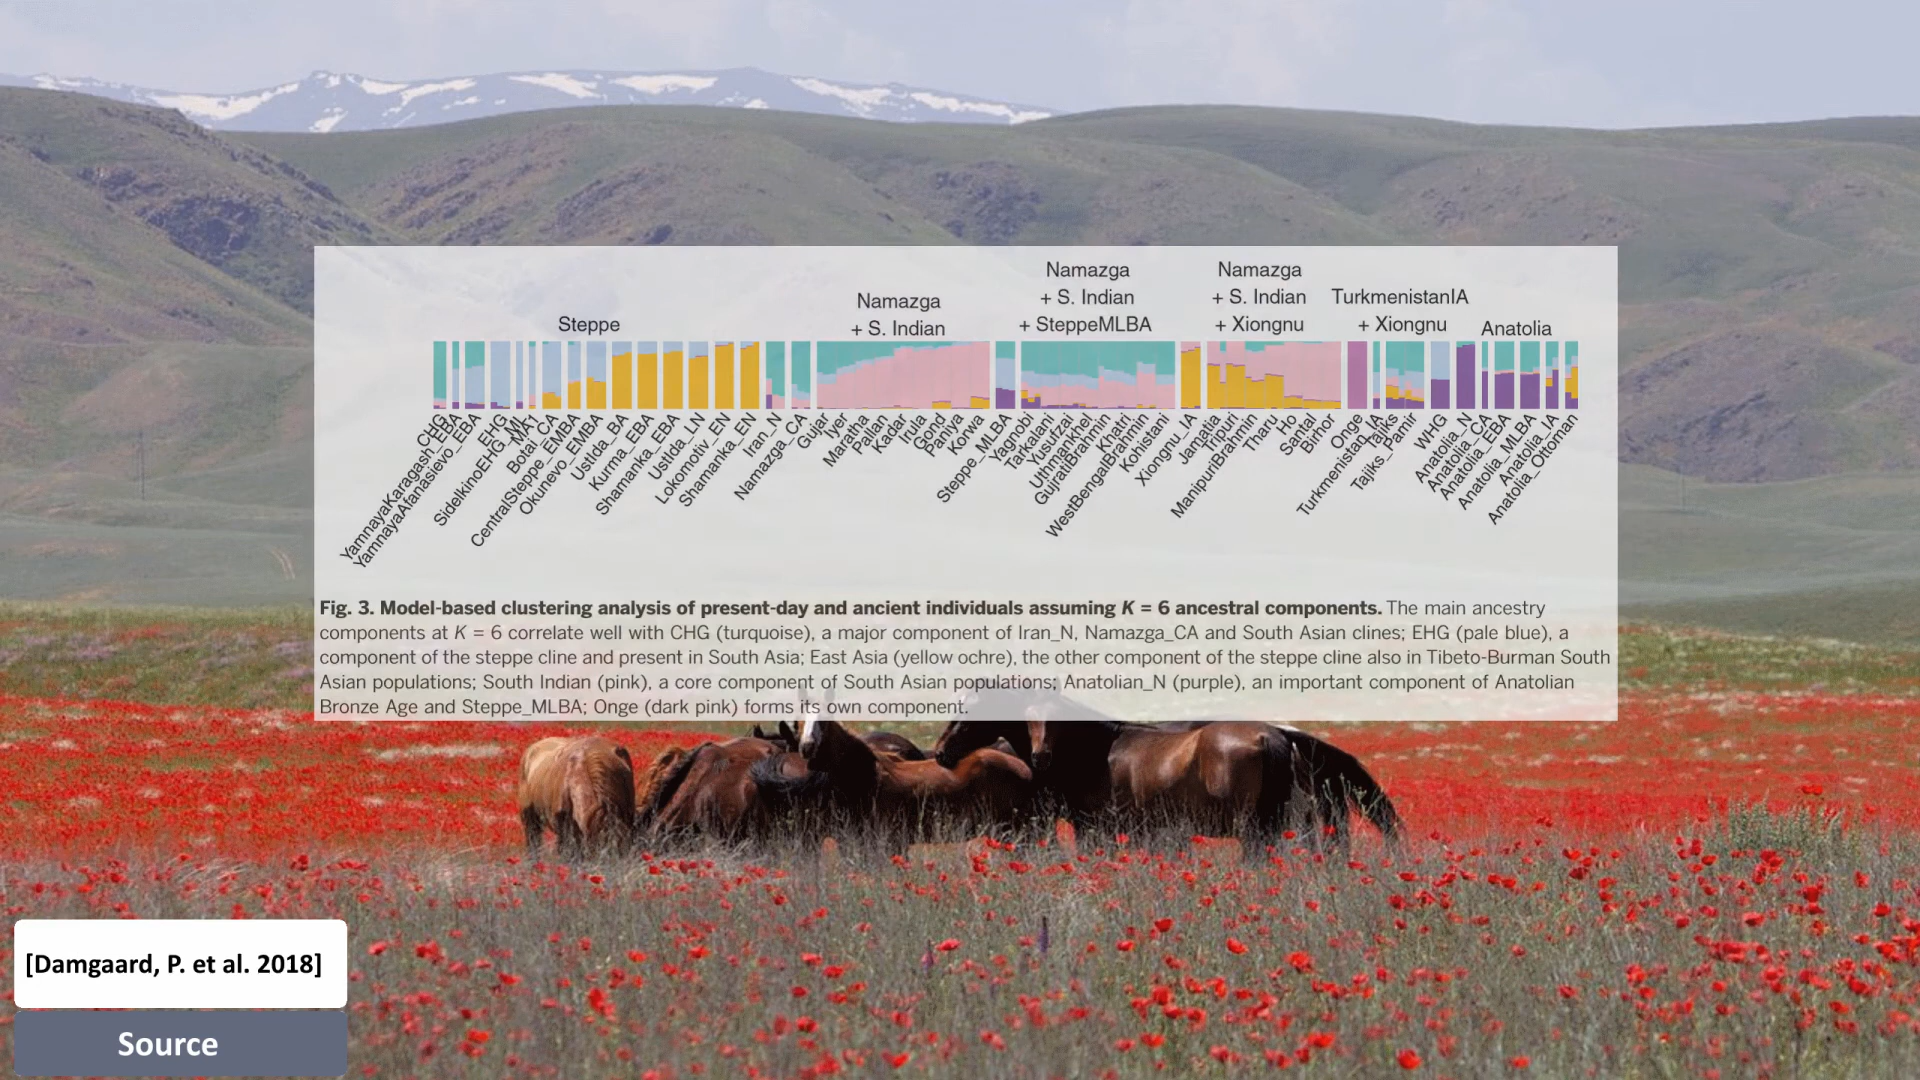 Namazga
+ S. Indian
+ SteppeMLBA
Namazga
+ S. Indian
+ Xiongnu
Namazga
+ S. Indian
TurkmenistanIA
+ Xiongnu
Steppe
Anatolia
CHG
YamnayaKaragash_EBA
YamnayaAfanasievo_EBA
EHG
SidelkinoEHG_ML
MA1
Botai_CA
CentralSteppe_EMBA
Okunevo_EMBA
UstIda_BA
Kurma_EBA
Shamanka_EBA
UstIda_LN
Lokomotiv_EN
Shamanka_EN
Iran_N
Namazga_CA
Gujar
Iyer
Maratha
Pallan
Kadar
Irula
Gond
Paniya
Korwa
Steppe_MLBA
Yagnobi
Tarkalani
Yusufzai
Uthmankhel
GujratiBrahmin
Khatri
WestBengalBrahmin
Kohistani
Xiongnu_IA
Jamatia
Tripuri
ManipuriBrahmin
Tharu
Ho
Santal
Birhor
Onge
Turkmenistan_IA
Tajiks
Tajiks_Pamir
WHG
Anatolia_N
Anatolia_CA
Anatolia_EBA
Anatolia_MLBA
Anatolia_IA
Anatolia_Ottoman
Fig. 3. Model-based clustering analysis of present-day and ancient individuals assuming K = 6 ancestral components. The main ancestry
components at K = 6 correlate well with CHG (turquoise), a major component of Iran_N, Namazga_CA and South Asian clines; EHG (pale blue), a
component of the steppe cline and present in South Asia; East Asia (yellow ochre), the other component of the steppe cline also in Tibeto-Burman South
Asian populations; South Indian (pink), a core component of South Asian populations; Anatolian_N (purple), an important component of Anatolian
Bronze Age and Steppe_MLBA; Onge (dark pink) forms its own component.
[Damgaard, P. et al. 2018]
Source